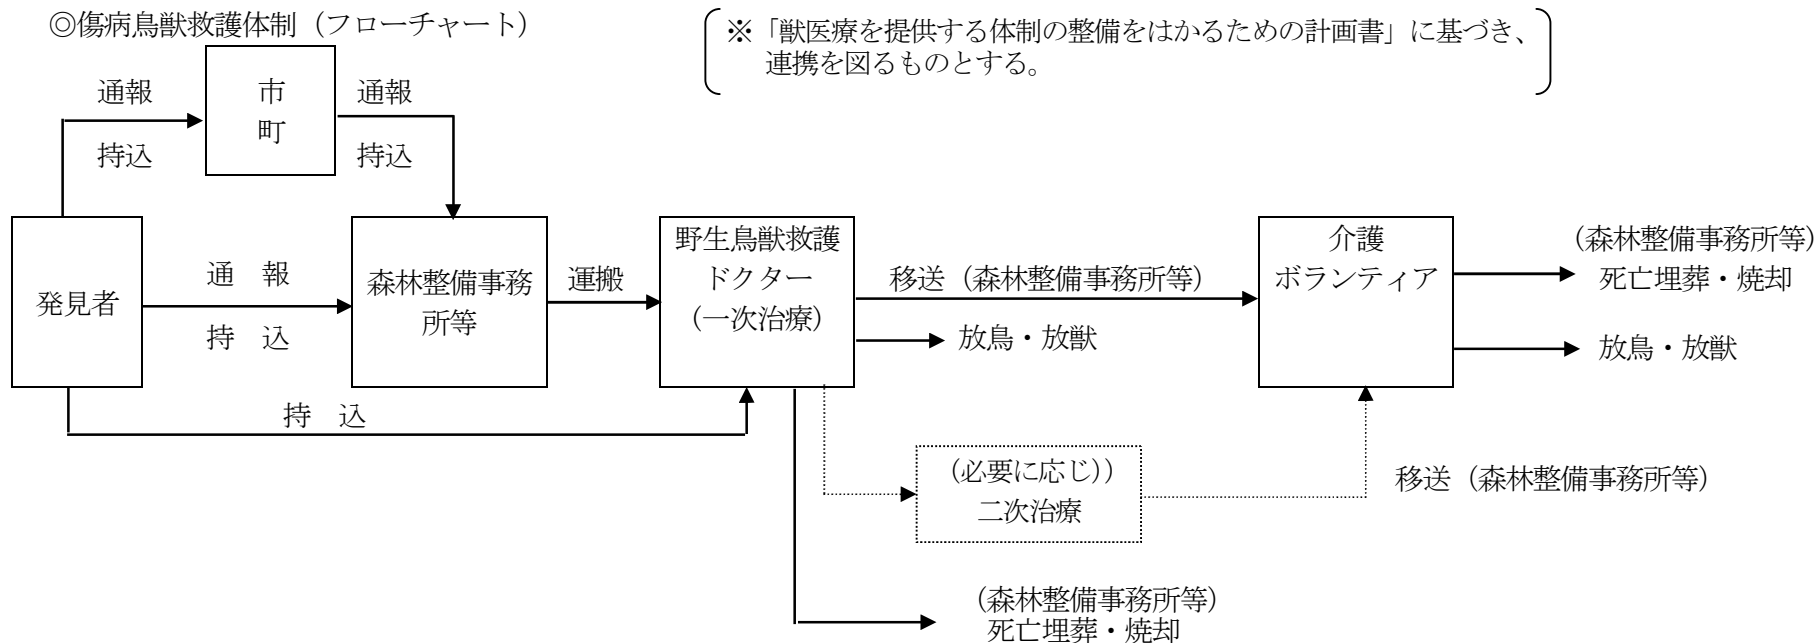 ◎傷病鳥獣救護体制（フローチャート）
※「獣医療を提供する体制の整備をはかるための計画書」に基づき、
連携を図るものとする。
通報
持込
市
町
通報
持込
発見者
通　報
持　込
森林整備事務
所等
運搬
野生鳥獣救護
ドクター
（一次治療）
移送（森林整備事務所等）
放鳥・放獣
介護
ボランティア
（森林整備事務所等）
死亡埋葬・焼却
放鳥・放獣
持　込
（必要に応じ））
二次治療
移送（森林整備事務所等）
（森林整備事務所等）
死亡埋葬・焼却